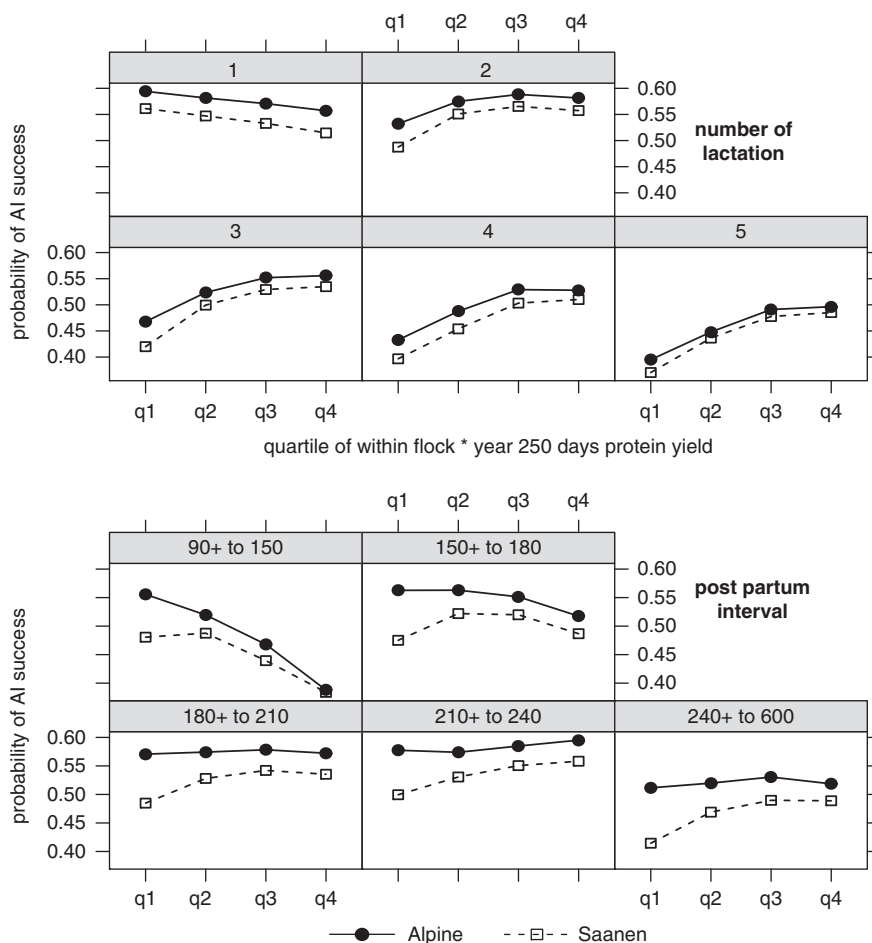 q1 q2 q3 q4
1 2
0.60
0.55
0.50
0.45
0.40
number of
lactation
3 4 5
0.60
0.55
0.50
0.45
0.40
probability of AI success
q1 q2 q3 q4 q1 q2 q3 q4
quartile of within flock * year 250 days protein yield
q1 q2 q3 q4
90+ to 150 150+ to 180
0.60
0.55
0.50
0.45
0.40
post partum
interval
180+ to 210 210+ to 240 240+ to 600
0.60
0.55
0.50
0.45
0.40
probability of AI success
q1 q2 q3 q4 q1 q2 q3 q4
Alpine Saanen